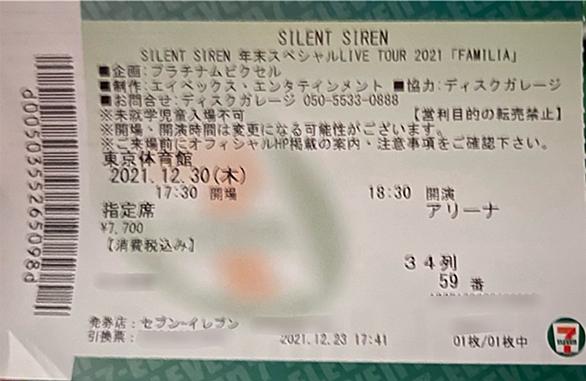 SILENT SIREN
SILENT SIREN 年末スペシャルLIVE TOUR 2021「FAMILIA」
■企画:プラチナムピクセル
■制作:エイベックス・エンタテインメント ■協力:ディスクガレージ
■お問合せ:ディスクガレージ 050-5533-0888
※未就学児童入場不可 【営利目的の転売禁止】
※開場・開演時間は変更になる可能性がございます。
※ご来場前にオフィシャルHP掲載の案内・注意事項をご確認下さい。
東京体育館
2021.12.30(木)
17:30 開場 18:30 開演
指定席 アリーナ
¥7,700
【消費税込み】
34列
59 番
発券店:セブン-イレブン
引換票: 2021.12.23 17:41 01枚/01枚中
d0050355265098d
7
ELEVEN